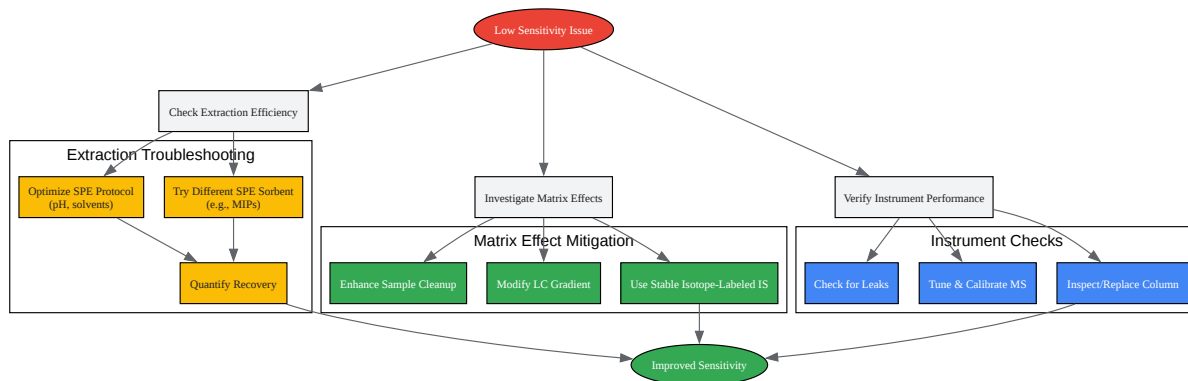 Low Sensitivity Issue
Check Extraction Efficiency
Extraction Troubleshooting
Optimize SPE Protocol
(pH, solvents)
Try Different SPE Sorbent
(e.g., MIPs)
Quantify Recovery
Investigate Matrix Effects
Matrix Effect Mitigation
Enhance Sample Cleanup
Modify LC Gradient
Use Stable Isotope-Labeled IS
Verify Instrument Performance
Instrument Checks
Check for Leaks
Tune & Calibrate MS
Inspect/Replace Column
Improved Sensitivity